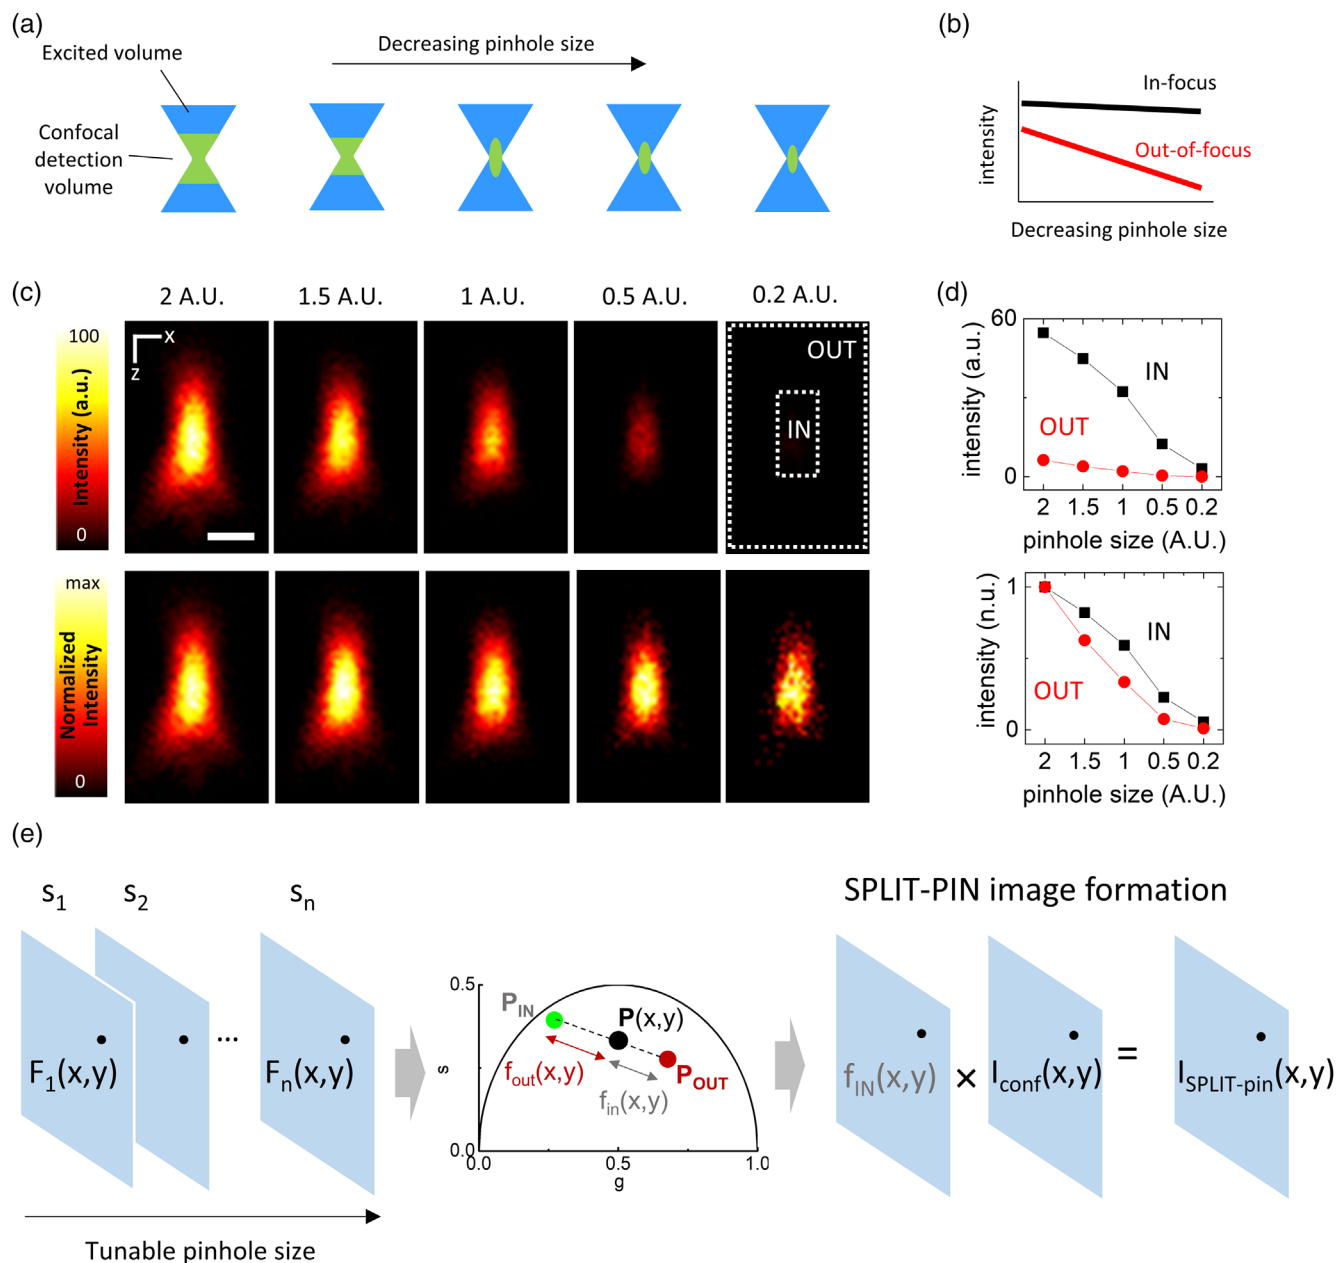 (a)
Excited volume
Decreasing pinhole size
Confocal
detection
volume
(b)
intensity
In-focus
Out-of-focus
Decreasing pinhole size
(c)
2 A.U.
1.5 A.U.
1 A.U.
0.5 A.U.
0.2 A.U.
100
Intensity (a.u.)
0
x
z
OUT
IN
max
Normalized
Intensity
0
(d)
60
intensity (a.u.)
IN
OUT
0
2 1.5 1 0.5 0.2
pinhole size (A.U.)
1
intensity (n.u.)
IN
OUT
0
2 1.5 1 0.5 0.2
pinhole size (A.U.)
(e)
s1 s2 sn
F1(x,y)
...
Fn(x,y)
Tunable pinhole size
0.5
s
0.0
PIN
P(x,y)
fout(x,y)
POUT
fin(x,y)
0.0 0.5 1.0
g
SPLIT-PIN image formation
fIN(x,y) × Iconf(x,y) = ISPLIT-pin(x,y)